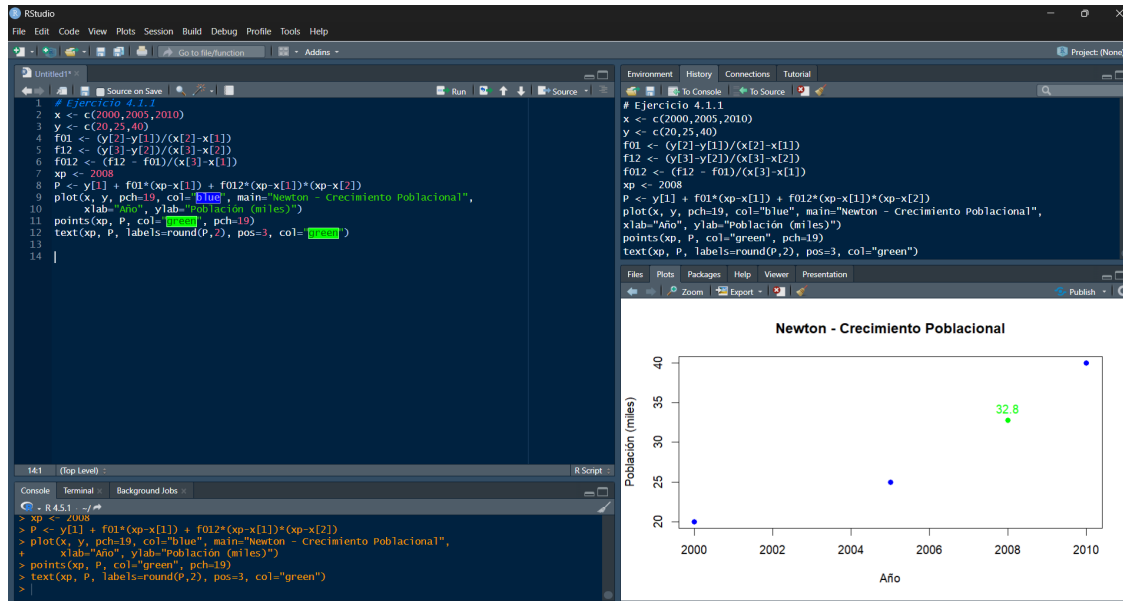 RStudio
File Edit Code View Plots Session Build Debug Profile Tools Help
Go to file/function Addins Project: (None)
Untitled1*
Source on Save Run Source
1 # Ejercicio 4.1.1
2 x <- c(2000,2005,2010)
3 y <- c(20,25,40)
4 f01 <- (y[2]-y[1])/(x[2]-x[1])
5 f12 <- (y[3]-y[2])/(x[3]-x[2])
6 f012 <- (f12 - f01)/(x[3]-x[1])
7 xp <- 2008
8 P <- y[1] + f01*(xp-x[1]) + f012*(xp-x[1])*(xp-x[2])
9 plot(x, y, pch=19, col="blue", main="Newton - Crecimiento Poblacional",
10 xlab="Año", ylab="Población (miles)")
11 points(xp, P, col="green", pch=19)
12 text(xp, P, labels=round(P,2), pos=3, col="green")
13
14
14:1 (Top Level) R Script
Console Terminal Background Jobs
R 4.5.1 · ~/
> xp <- 2008
> P <- y[1] + f01*(xp-x[1]) + f012*(xp-x[1])*(xp-x[2])
> plot(x, y, pch=19, col="blue", main="Newton - Crecimiento Poblacional",
+ xlab="Año", ylab="Población (miles)")
> points(xp, P, col="green", pch=19)
> text(xp, P, labels=round(P,2), pos=3, col="green")
>
Environment History Connections Tutorial
To Console To Source
# Ejercicio 4.1.1
x <- c(2000,2005,2010)
y <- c(20,25,40)
f01 <- (y[2]-y[1])/(x[2]-x[1])
f12 <- (y[3]-y[2])/(x[3]-x[2])
f012 <- (f12 - f01)/(x[3]-x[1])
xp <- 2008
P <- y[1] + f01*(xp-x[1]) + f012*(xp-x[1])*(xp-x[2])
plot(x, y, pch=19, col="blue", main="Newton - Crecimiento Poblacional",
xlab="Año", ylab="Población (miles)")
points(xp, P, col="green", pch=19)
text(xp, P, labels=round(P,2), pos=3, col="green")
Files Plots Packages Help Viewer Presentation
Zoom Export Publish
Newton - Crecimiento Poblacional
Población (miles)
40
35
30
25
20
32.8
2000 2002 2004 2006 2008 2010
Año